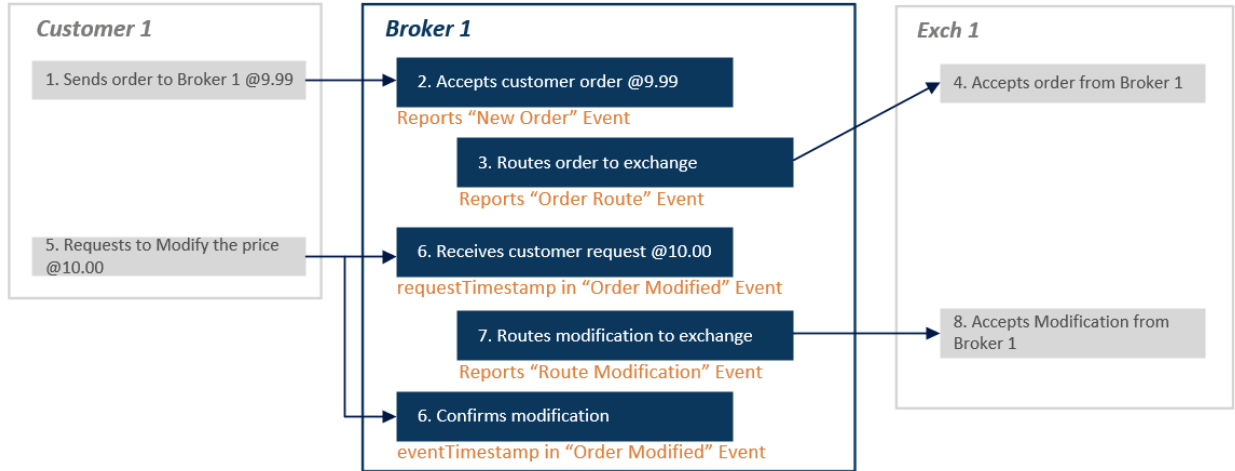 Customer 1
Broker 1
Exch 1
1. Sends order to Broker 1 @9.99
2. Accepts customer order @9.99
Reports “New Order” Event
4. Accepts order from Broker 1
3. Routes order to exchange
Reports “Order Route” Event
5. Requests to Modify the price
@10.00
6. Receives customer request @10.00
requestTimestamp in “Order Modified” Event
7. Routes modification to exchange
Reports “Route Modification” Event
8. Accepts Modification from
Broker 1
6. Confirms modification
eventTimestamp in “Order Modified” Event